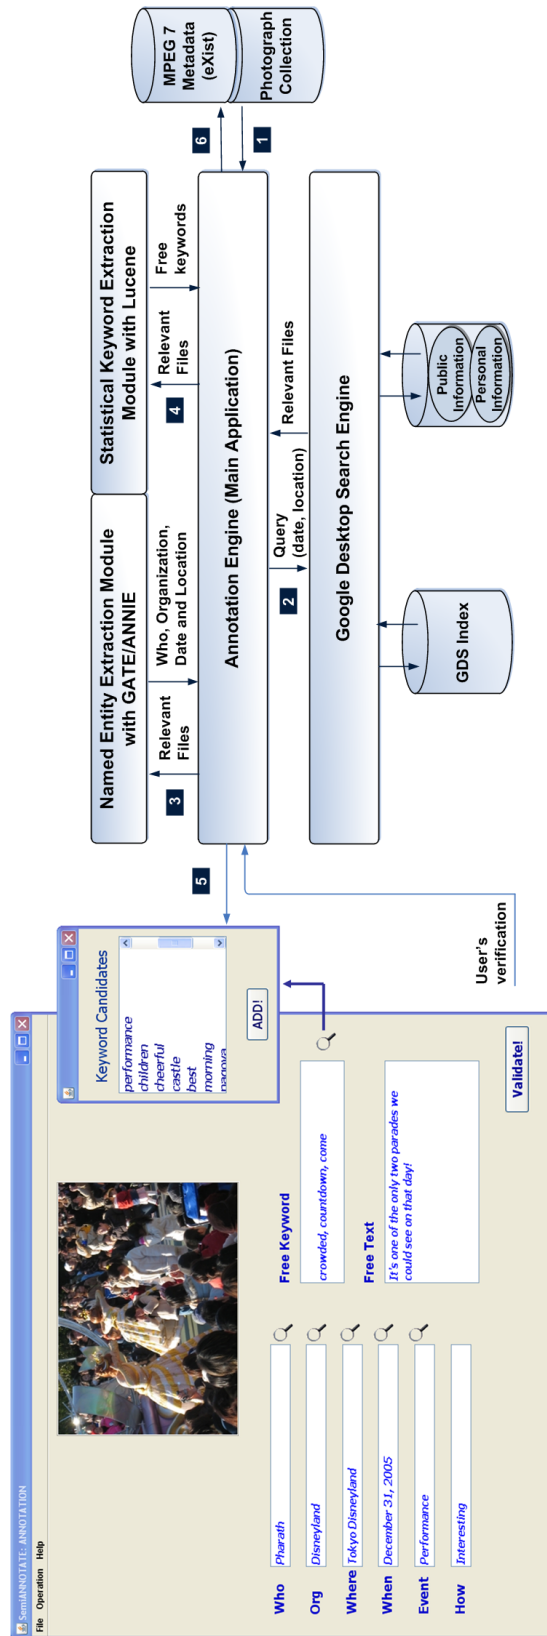 SemiANNOTATE: ANNOTATION
File Operation Help
Who
Pharath
Org
Disneyland
Where
Tokyo Disneyland
When
December 31, 2005
Event
Performance
How
Interesting
Free Keyword
crowded, countdown, come
Free Text
It's one of the only two parades we
could see on that day!
Validate!
Keyword Candidates
performance
children
cheerful
castle
best
morning
nagoya
ADD!
User's
verification
5
Named Entity Extraction Module
with GATE/ANNIE
Statistical Keyword Extraction
Module with Lucene
3
Relevant
Files
Who, Organization,
Date and Location
4
Relevant
Files
Free
keywords
Annotation Engine (Main Application)
2
Query
(date, location)
Relevant Files
Google Desktop Search Engine
GDS Index
Public
Information
Personal
Information
6
1
MPEG 7
Metadata
(eXist)
Photograph
Collection